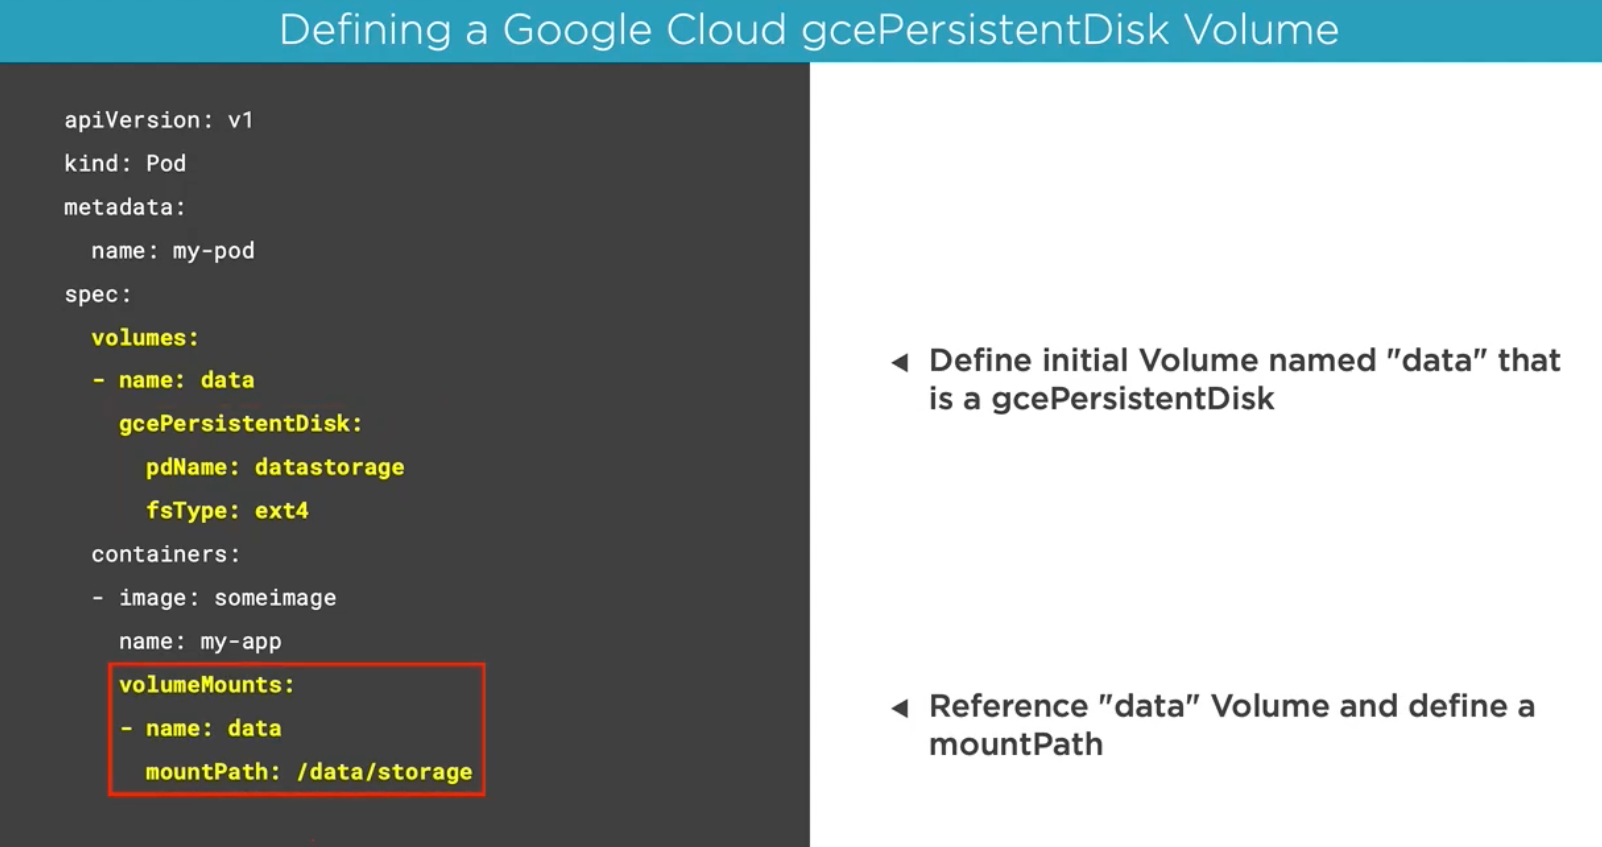 Defining a Google Cloud gcePersistentDisk Volume
apiVersion: v1
kind: Pod
metadata:
  name: my-pod
spec:
  volumes:
  - name: data
    gcePersistentDisk:
      pdName: datastorage
      fsType: ext4
  containers:
  - image: someimage
    name: my-app
    volumeMounts:
    - name: data
      mountPath: /data/storage
Define initial Volume named "data" that
is a gcePersistentDisk
Reference "data" Volume and define a
mountPath